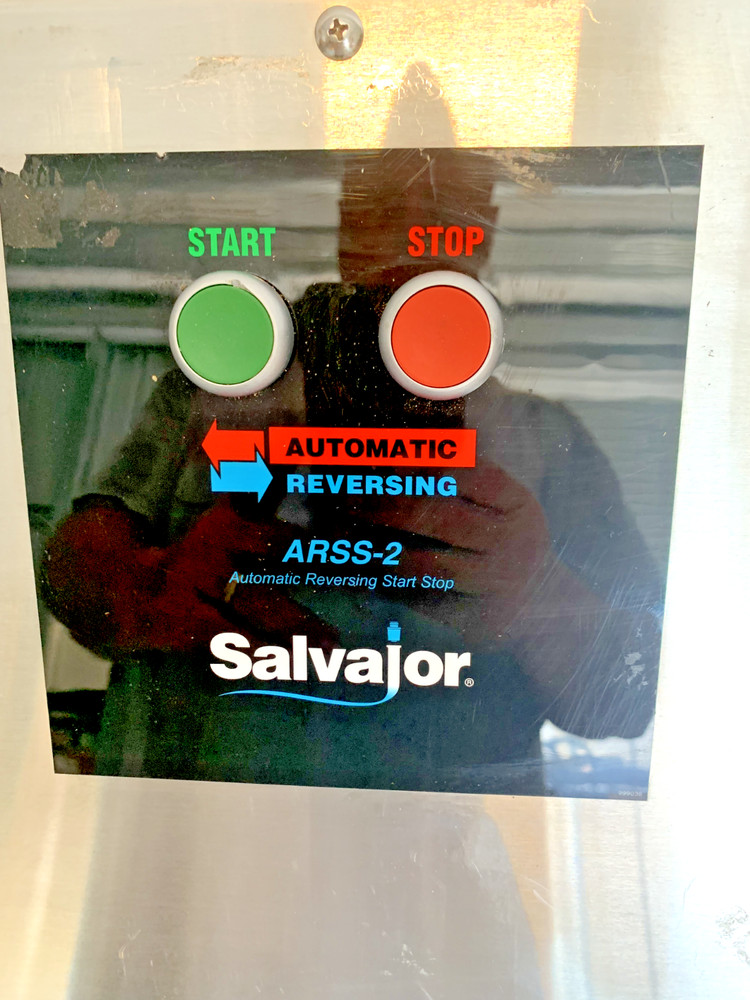 START STOP
AUTOMATIC
REVERSING
ARSS-2
Automatic Reversing Start Stop
Salvajor®